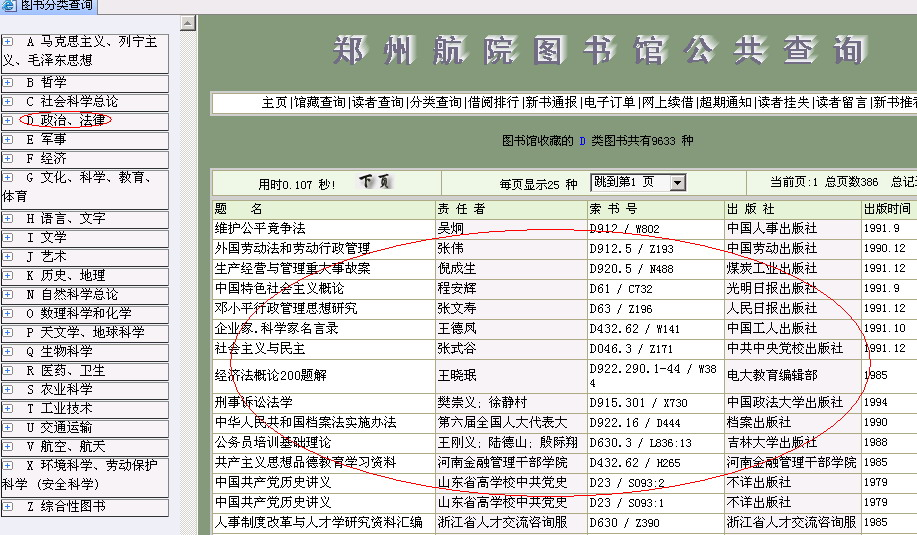 图书分类查询
A 马克思主义、列宁主
义、毛泽东思想
B 哲学
C 社会科学总论
D 政治、法律
E 军事
F 经济
G 文化、科学、教育、
体育
H 语言、文字
I 文学
J 艺术
K 历史、地理
N 自然科学总论
O 数理科学和化学
P 天文学、地球科学
Q 生物科学
R 医药、卫生
S 农业科学
T 工业技术
U 交通运输
V 航空、航天
X 环境科学、劳动保护
科学 (安全科学)
Z 综合性图书
郑州航院图书馆公共查询
主页|馆藏查询|读者查询|分类查询|借阅排行|新书通报|电子订单|网上续借|超期通知|读者挂失|读者留言|新书推
图书馆收藏的 D 类图书共有9633 种
用时0.107 秒! 下页 每页显示25 种 跳到第1 页 当前页:1 总页数386 总记
题 名 责 任 者 索 书 号 出 版 社 出版时间
维护公平竞争法 吴炯 D912 / W802 中国人事出版社 1991.9
外国劳动法和劳动行政管理 张伟 D912.5 / Z193 中国劳动出版社 1990.12
生产经营与管理重大事故案 倪成生 D920.5 / N488 煤炭工业出版社 1991.12
中国特色社会主义概论 程安辉 D61 / C732 光明日报出版社 1991.9
邓小平行政管理思想研究 张文寿 D63 / Z196 人民日报出版社 1991.12
企业家.科学家名言录 王德凤 D432.62 / W141 中国工人出版社 1991.10
社会主义与民主 张式谷 D046.3 / Z171 中共中央党校出版社 1991.12
经济法概论200题解 王晓珉 D922.290.1-44 / W38
4 电大教育编辑部 1985
刑事诉讼法学 樊崇义; 徐静村 D915.301 / X730 中国政法大学出版社 1994
中华人民共和国档案法实施办法 第六届全国人大代表大 D922.16 / D444 档案出版社 1990
公务员培训基础理论 王刚义; 陆德山; 殷际翔 D630.3 / L836:13 吉林大学出版社 1988
共产主义思想品德教育学习资料 河南金融管理干部学院 D432.62 / H265 河南金融管理干部学院 1985
中国共产党历史讲义 山东省高学校中共党史 D23 / S093:2 不详出版社 1979
中国共产党历史讲义 山东省高学校中共党史 D23 / S093:1 不详出版社 1979
人事制度改革与人才学研究资料汇编 浙江省人才交流咨询服 D630 / Z390 浙江省人才交流咨询服 1985